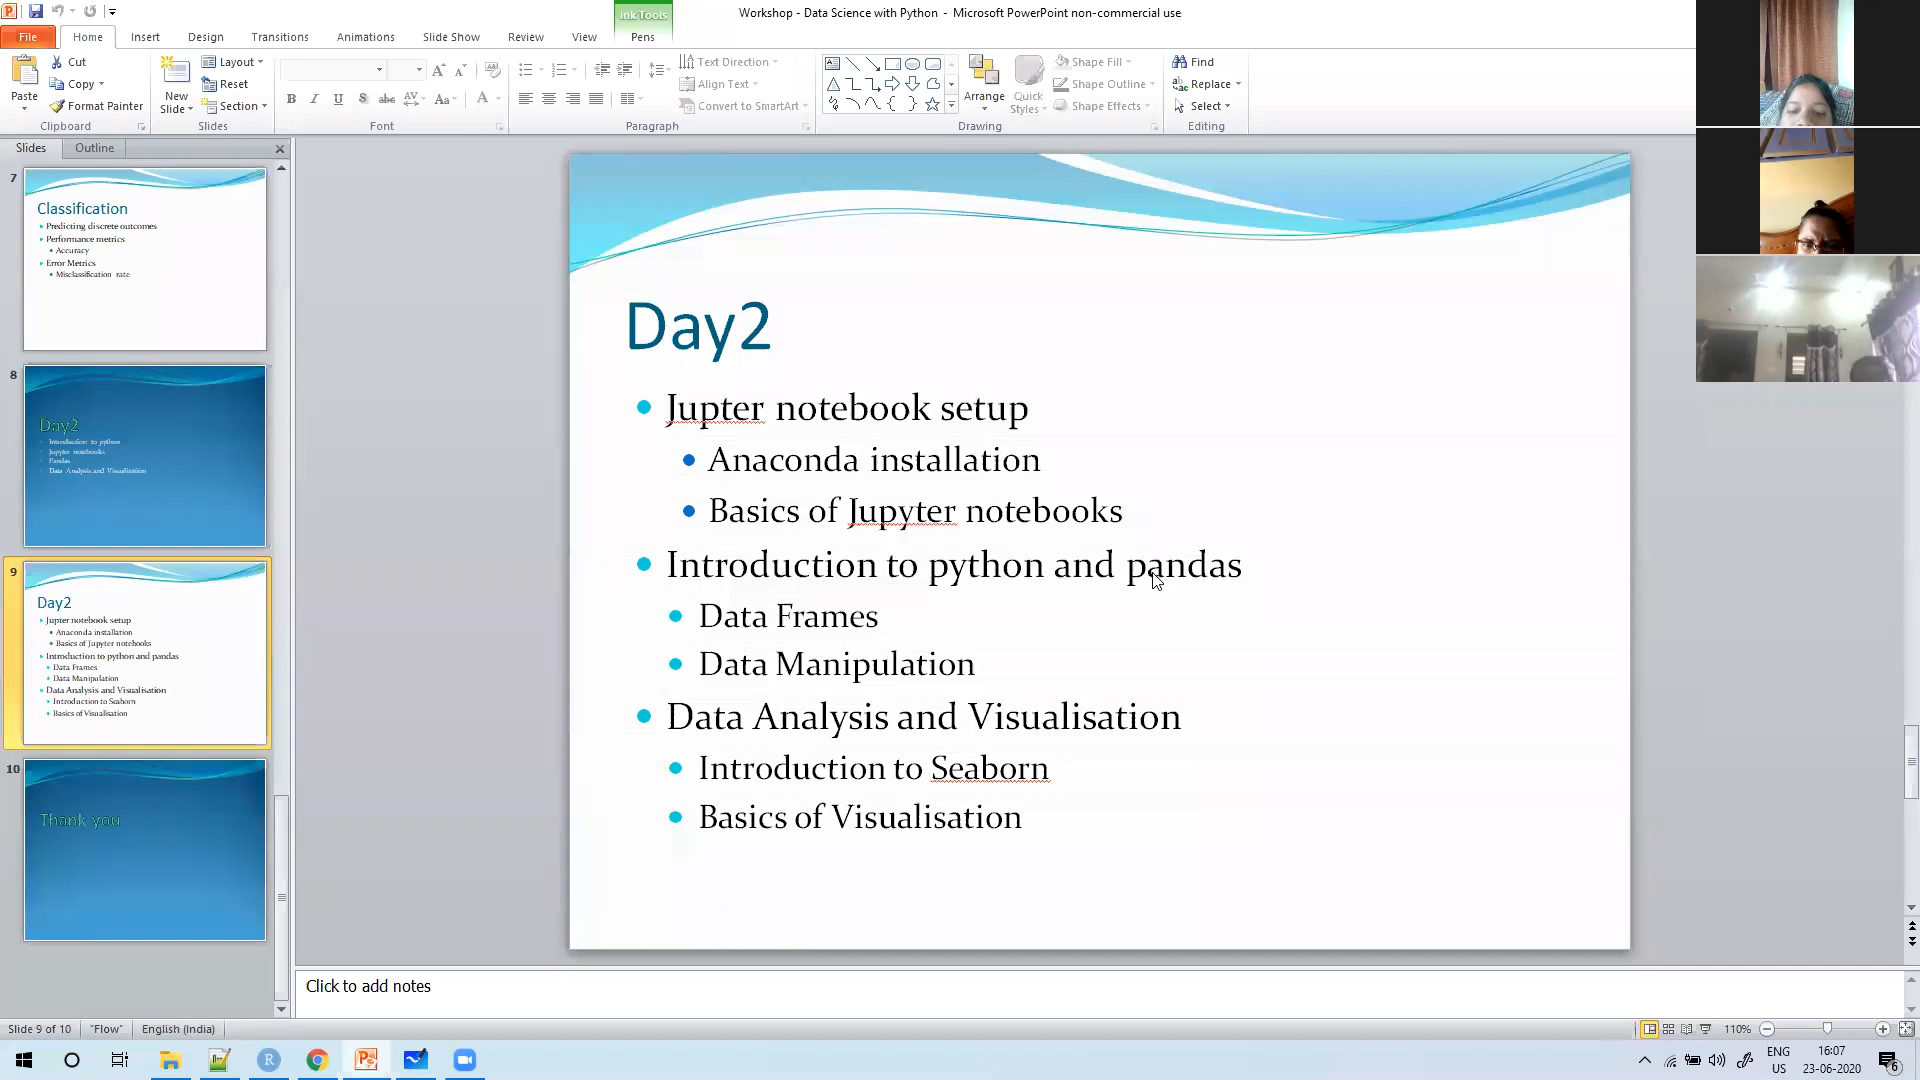 Workshop - Data Science with Python - Microsoft PowerPoint non-commercial use
Ink Tools
File Home Insert Design Transitions Animations Slide Show Review View Pens
Paste
Cut
Copy
Format Painter
Clipboard
New Slide
Layout
Reset
Section
Slides
Font
Text Direction
Align Text
Convert to SmartArt
Paragraph
Arrange
Quick Styles
Shape Fill
Shape Outline
Shape Effects
Drawing
Find
Replace
Select
Editing
Slides Outline
7
Classification
Predicting discrete outcomes
Performance metrics
Accuracy
Error Metrics
Misclassification rate
8
Day2
Introduction to python
Jupyter notebooks
Pandas
Data Analysis and Visualization
9
Day2
Jupter notebook setup
Anaconda installation
Basics of Jupyter notebooks
Introduction to python and pandas
Data Frames
Data Manipulation
Data Analysis and Visualisation
Introduction to Seaborn
Basics of Visualisation
10
Thank you
Day2
Jupter notebook setup
Anaconda installation
Basics of Jupyter notebooks
Introduction to python and pandas
Data Frames
Data Manipulation
Data Analysis and Visualisation
Introduction to Seaborn
Basics of Visualisation
Click to add notes
Slide 9 of 10 "Flow" English (India) 110%
ENG
US
16:07
23-06-2020
6